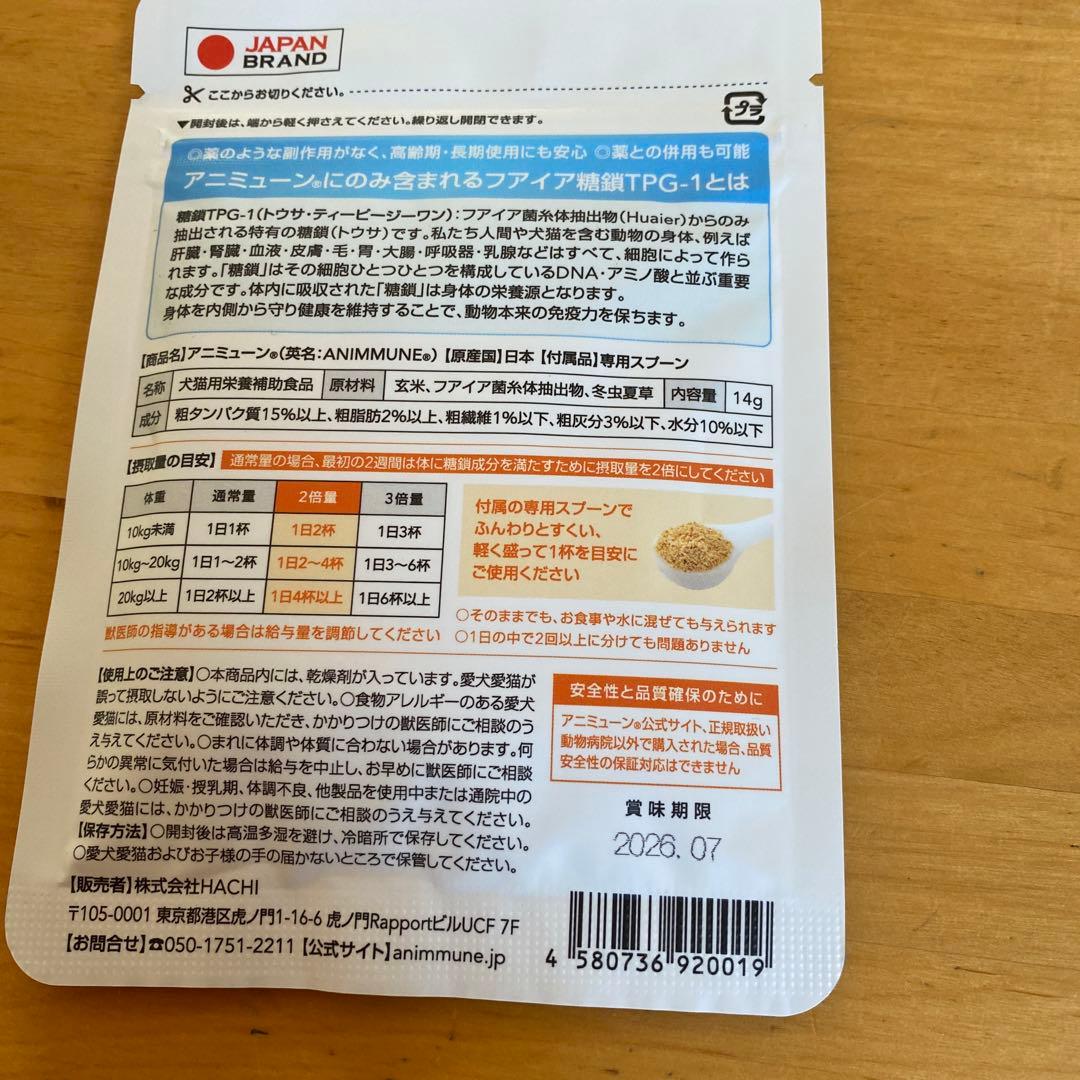 JAPAN
BRAND
ここからお切りください。
▼開封後は、端から軽く押さえてください。繰り返し開閉できます。
プラ
◎薬のような副作用がなく、高齢期・長期使用にも安心 ◎薬との併用も可能
アニミューン®にのみ含まれるフアイア糖鎖TPG-1とは
糖鎖TPG-1（トウサ・ティーピージーワン）：フアイア菌糸体抽出物（Huaier）からのみ
抽出される特有の糖鎖（トウサ）です。私たち人間や犬猫を含む動物の身体、例えば
肝臓・腎臓・血液・皮膚・毛・胃・大腸・呼吸器・乳腺などはすべて、細胞によって作ら
れます。「糖鎖」はその細胞ひとつひとつを構成しているDNA・アミノ酸と並ぶ重要
な成分です。体内に吸収された「糖鎖」は身体の栄養源となります。
身体を内側から守り健康を維持することで、動物本来の免疫力を保ちます。
【商品名】アニミューン®（英名：ANIMMUNE®）【原産国】日本【付属品】専用スプーン
名称 犬猫用栄養補助食品 原材料 玄米、フアイア菌糸体抽出物、冬虫夏草 内容量 14g
成分 粗タンパク質15%以上、粗脂肪2%以上、粗繊維1%以下、粗灰分3%以下、水分10%以下
【摂取量の目安】 通常量の場合、最初の2週間は体に糖鎖成分を満たすために摂取量を2倍にしてください
体重 通常量 2倍量 3倍量
10kg未満 1日1杯 1日2杯 1日3杯
10kg～20kg 1日1～2杯 1日2～4杯 1日3～6杯
20kg以上 1日2杯以上 1日4杯以上 1日6杯以上
獣医師の指導がある場合は給与量を調節してください
付属の専用スプーンで
ふんわりとすくい、
軽く盛って1杯を目安に
ご使用ください
○そのままでも、お食事や水に混ぜても与えられます
○1日の中で2回以上に分けても問題ありません
【使用上のご注意】○本商品内には、乾燥剤が入っています。愛犬愛猫が
誤って摂取しないようにご注意ください。○食物アレルギーのある愛犬
愛猫には、原材料をご確認いただき、かかりつけの獣医師にご相談のう
え与えてください。○まれに体調や体質に合わない場合があります。何
らかの異常に気付いた場合は給与を中止し、お早めに獣医師にご相談
ください。○妊娠・授乳期、体調不良、他製品を使用中または通院中の
愛犬愛猫には、かかりつけの獣医師にご相談のうえ与えてください。
【保存方法】○開封後は高温多湿を避け、冷暗所で保存してください。
○愛犬愛猫およびお子様の手の届かないところで保管してください。
【販売者】株式会社HACHI
〒105-0001 東京都港区虎ノ門1-16-6 虎ノ門RapportビルUCF 7F
【お問合せ】☎050-1751-2211【公式サイト】animmune.jp
安全性と品質確保のために
アニミューン®公式サイト、正規取扱い
動物病院以外で購入された場合、品質
安全性の保証対応はできません
賞味期限
2026.07
4 580736 920019